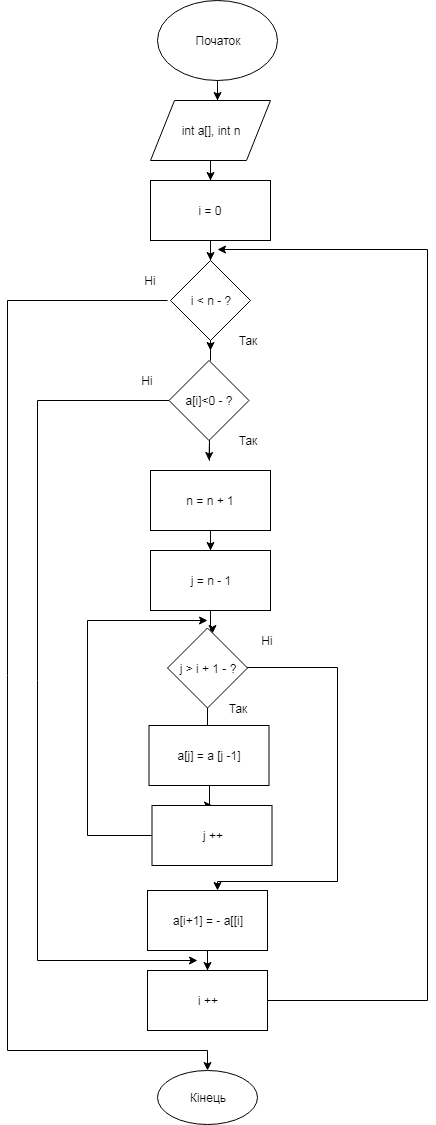 Початок
int a[], int n
i = 0
Ні
i < n - ?
Так
Ні
a[i]<0 - ?
Так
n = n + 1
j = n - 1
Ні
j > i + 1 - ?
Так
a[j] = a [j -1]
j ++
a[i+1] = - a[[i]
i ++
Кінець